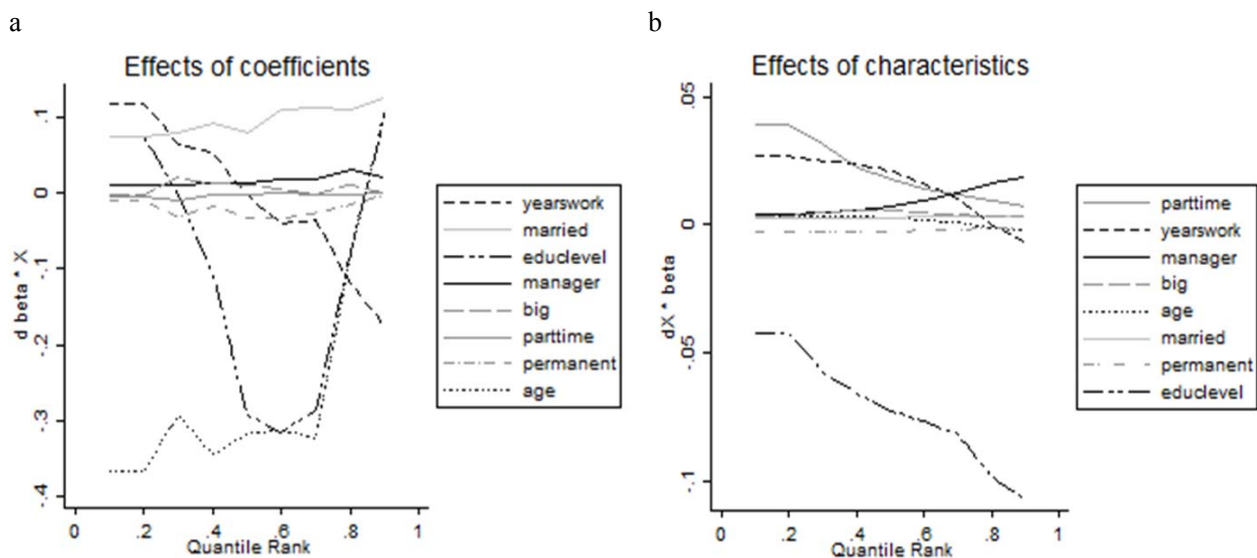 a
b
Effects of coefficients
d beta * X
.1
0
-.1
-.2
-.3
-.4
0
.2
.4
.6
.8
1
Quantile Rank
yearswork
married
educlevel
manager
big
parttime
permanent
age
Effects of characteristics
dX * beta
.05
0
-.05
-.1
0
.2
.4
.6
.8
1
Quantile Rank
parttime
yearswork
manager
big
age
married
permanent
educlevel